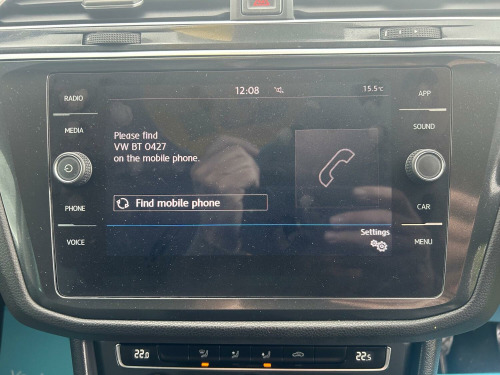 12:08 15.5°C
RADIO
MEDIA
PHONE
VOICE
Please find
VW BT 0427
on the mobile phone.
Find mobile phone
Settings
APP
SOUND
CAR
MENU
22.0 22.5